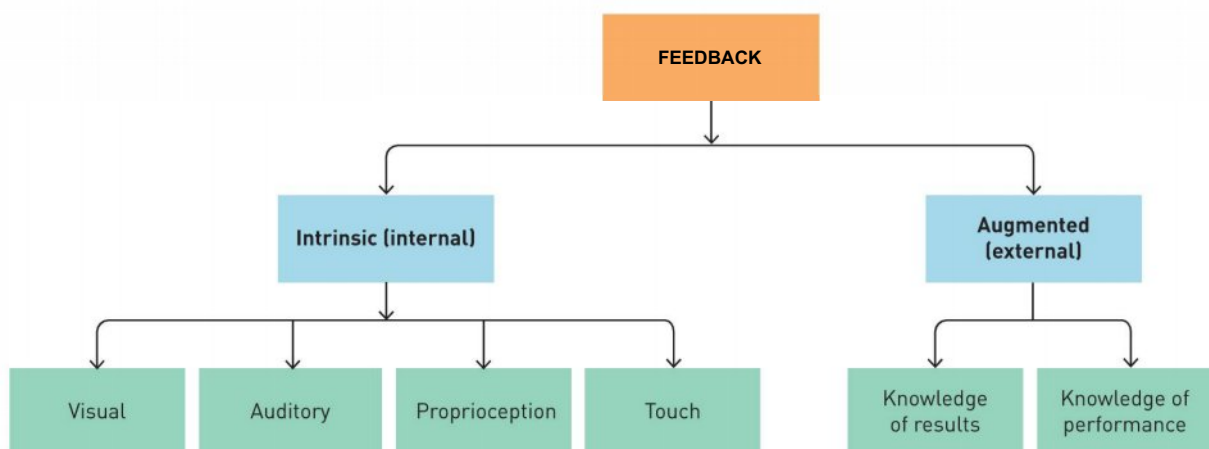 FEEDBACK
Intrinsic (internal)
Augmented
(external)
Visual
Auditory
Proprioception
Touch
Knowledge
of results
Knowledge of
performance